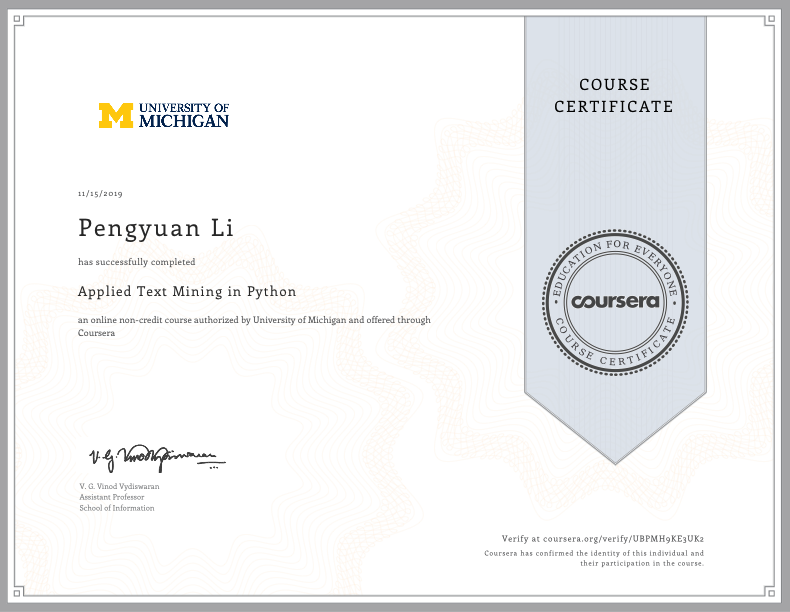 UNIVERSITY OF
MICHIGAN
COURSE
CERTIFICATE
11/15/2019
Pengyuan Li
has successfully completed
Applied Text Mining in Python
an online non-credit course authorized by University of Michigan and offered through
Coursera
EDUCATION FOR EVERYONE
coursera
COURSE CERTIFICATE
V. G. Vinod Vydiswaran
V. G. Vinod Vydiswaran
Assistant Professor
School of Information
Verify at coursera.org/verify/UBPMH9KE3UK2
Coursera has confirmed the identity of this individual and
their participation in the course.